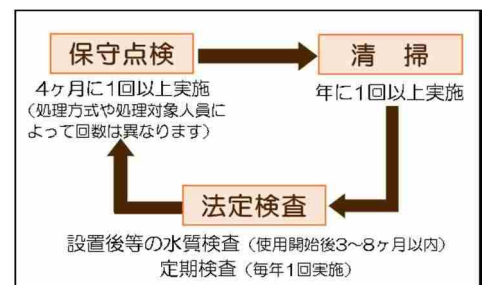 保守点検
清 掃
4ヶ月に1回以上実施
(処理方式や処理対象人員に
よって回数は異なります)
年に1回以上実施
法定検査
設置後等の水質検査(使用開始後3~8ヶ月以内)
定期検査(毎年1回実施)